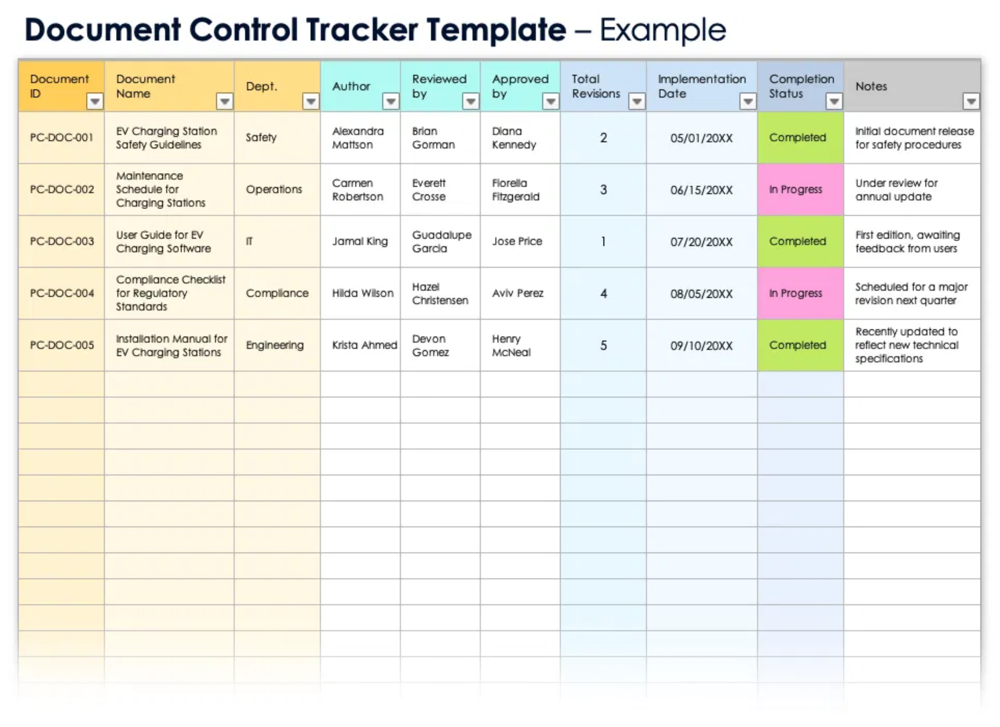 Document Control Tracker Template – Example
Document
ID
Document
Name
Dept.
Author
Reviewed
by
Approved
by
Total
Revisions
Implementation
Date
Completion
Status
Notes
PC-DOC-001
EV Charging Station
Safety Guidelines
Safety
Alexandra
Mattson
Brian
Gorman
Diana
Kennedy
2
05/01/20XX
Completed
Initial document release
for safety procedures
PC-DOC-002
Maintenance
Schedule for
Charging Stations
Operations
Carmen
Robertson
Everett
Crosse
Fiorella
Fitzgerald
3
06/15/20XX
In Progress
Under review for
annual update
PC-DOC-003
User Guide for EV
Charging Software
IT
Jamal King
Guadalupe
Garcia
Jose Price
1
07/20/20XX
Completed
First edition, awaiting
feedback from users
PC-DOC-004
Compliance Checklist
for Regulatory
Standards
Compliance
Hilda Wilson
Hazel
Christensen
Aviv Perez
4
08/05/20XX
In Progress
Scheduled for a major
revision next quarter
PC-DOC-005
Installation Manual for
EV Charging Stations
Engineering
Krista Ahmed
Devon
Gomez
Henry
McNeal
5
09/10/20XX
Completed
Recently updated to
reflect new technical
specifications